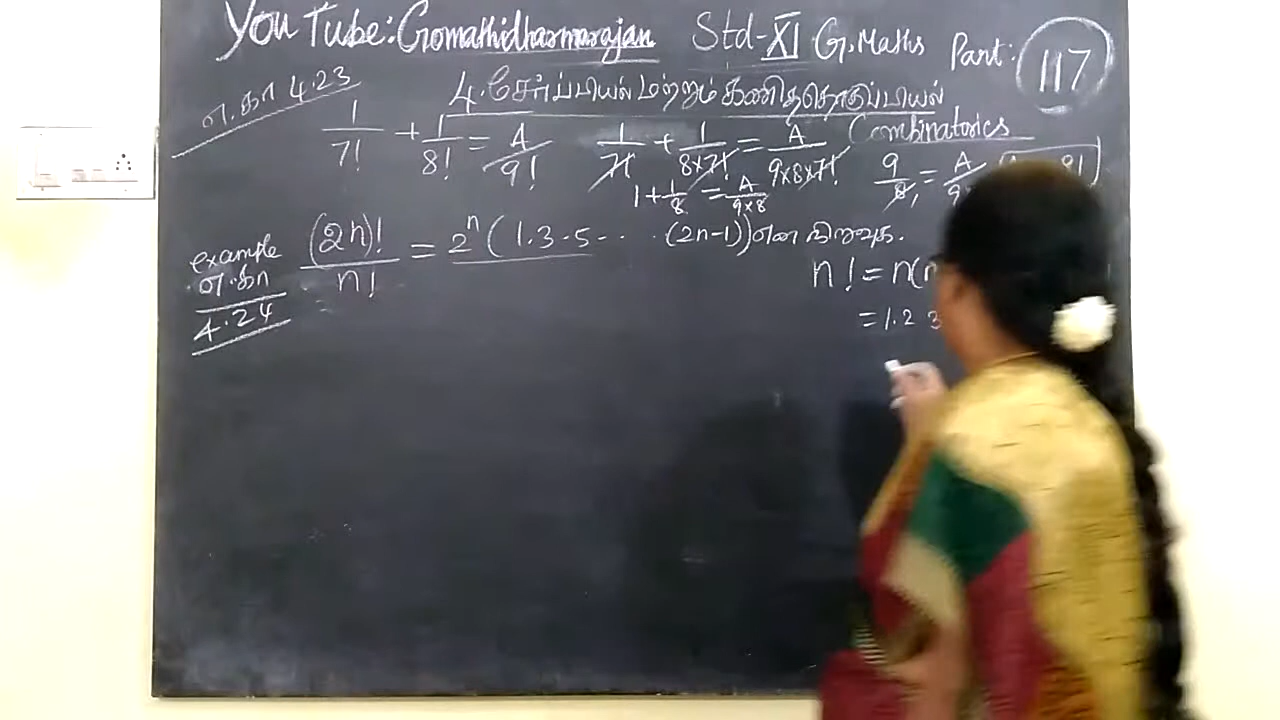 YouTube: Gomathidharmarajan Std-XI G.Maths Part: 117
எ.கா 4.23
4. சேர்ப்பியல் மற்றும் கணிதத்தொகுப்பியல்
Combinatorics
1/7! + 1/8! = A/9!
1/7! + 1/8×7! = A/9×8×7!
1 + 1/8 = A/9×8
9/8 = A/
example எ.கா 4.24
(2n)!/n! = 2^n (1.3.5... (2n-1)) என நிறுவுக.
n! = n(
= 1.2 3